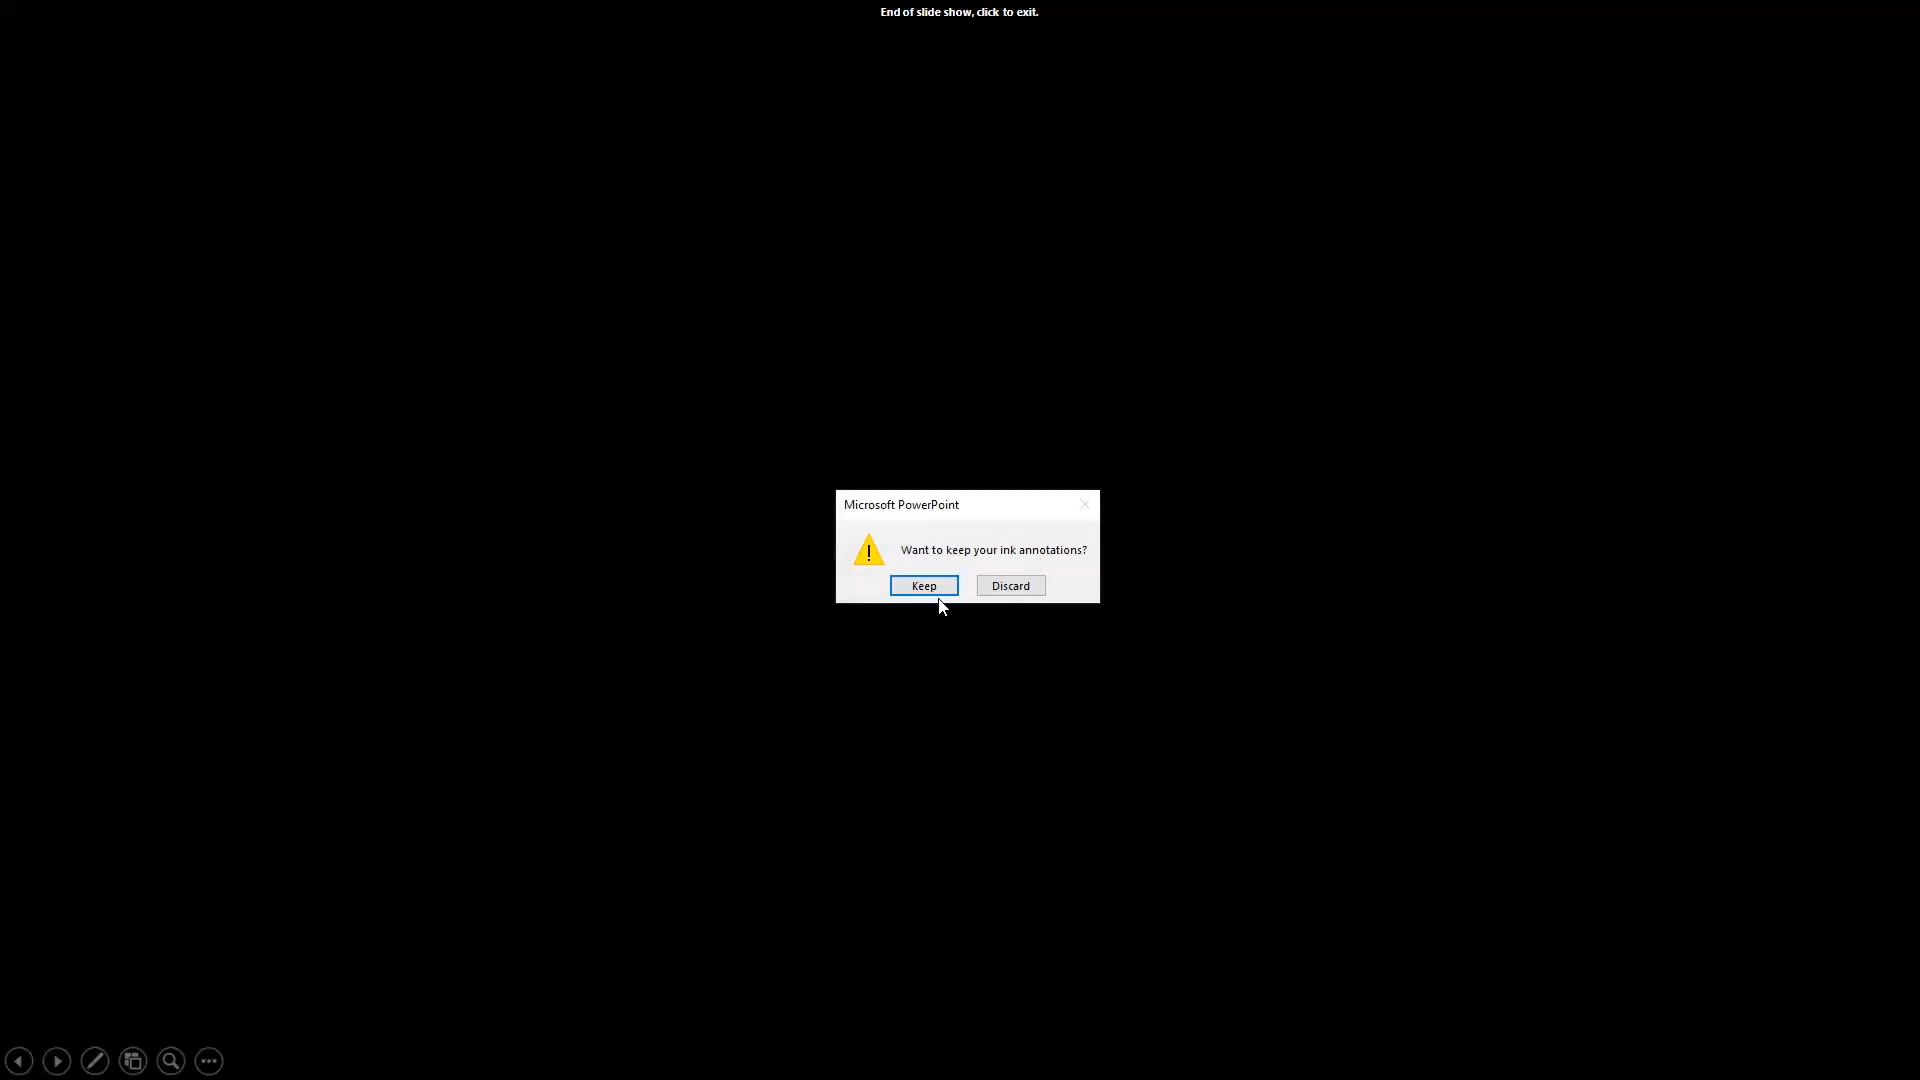 End of slide show, click to exit.
Microsoft PowerPoint
Want to keep your ink annotations?
Keep
Discard